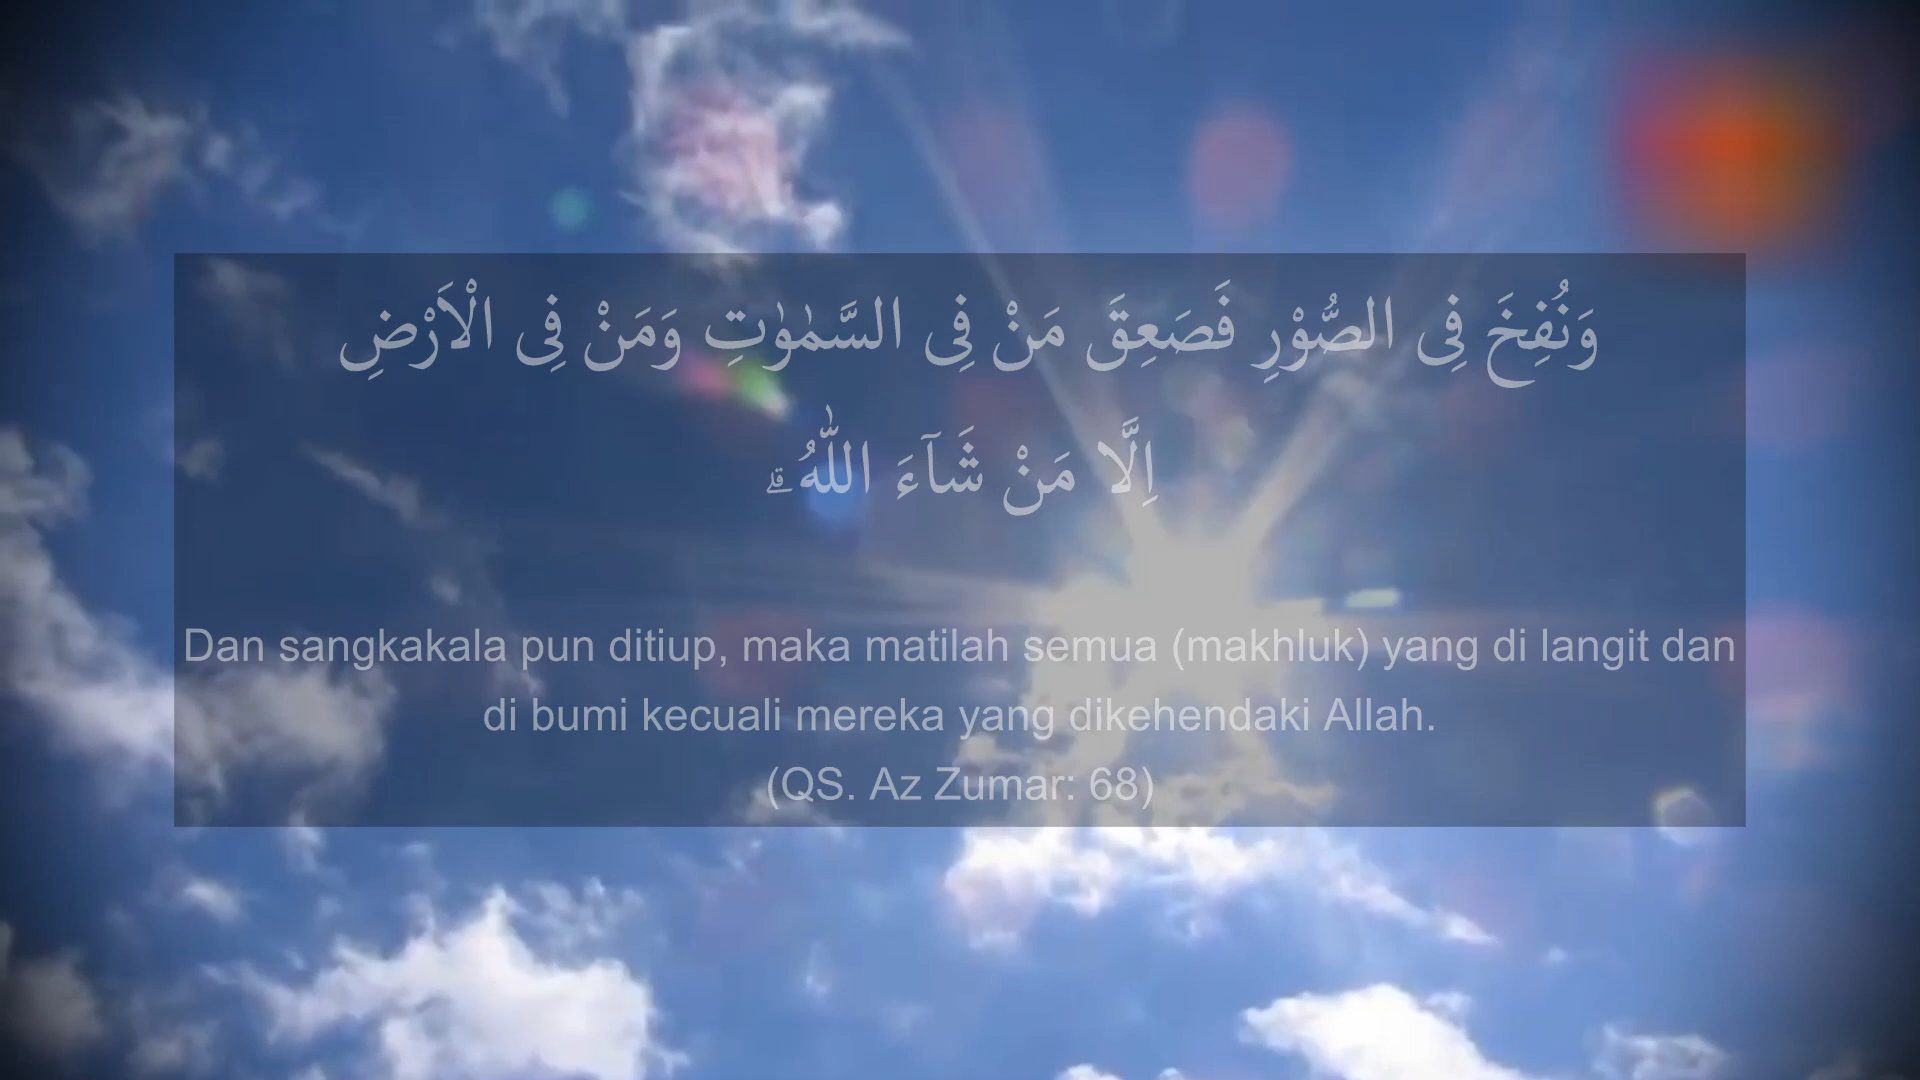 وَنُفِخَ فِى الصُّوْرِ فَصَعِقَ مَنْ فِى السَّمٰوٰتِ وَمَنْ فِى الْاَرْضِ
اِلَّا مَنْ شَاۤءَ اللّٰهُ ۗ
Dan sangkakala pun ditiup, maka matilah semua (makhluk) yang di langit dan
di bumi kecuali mereka yang dikehendaki Allah.
(QS. Az Zumar: 68)